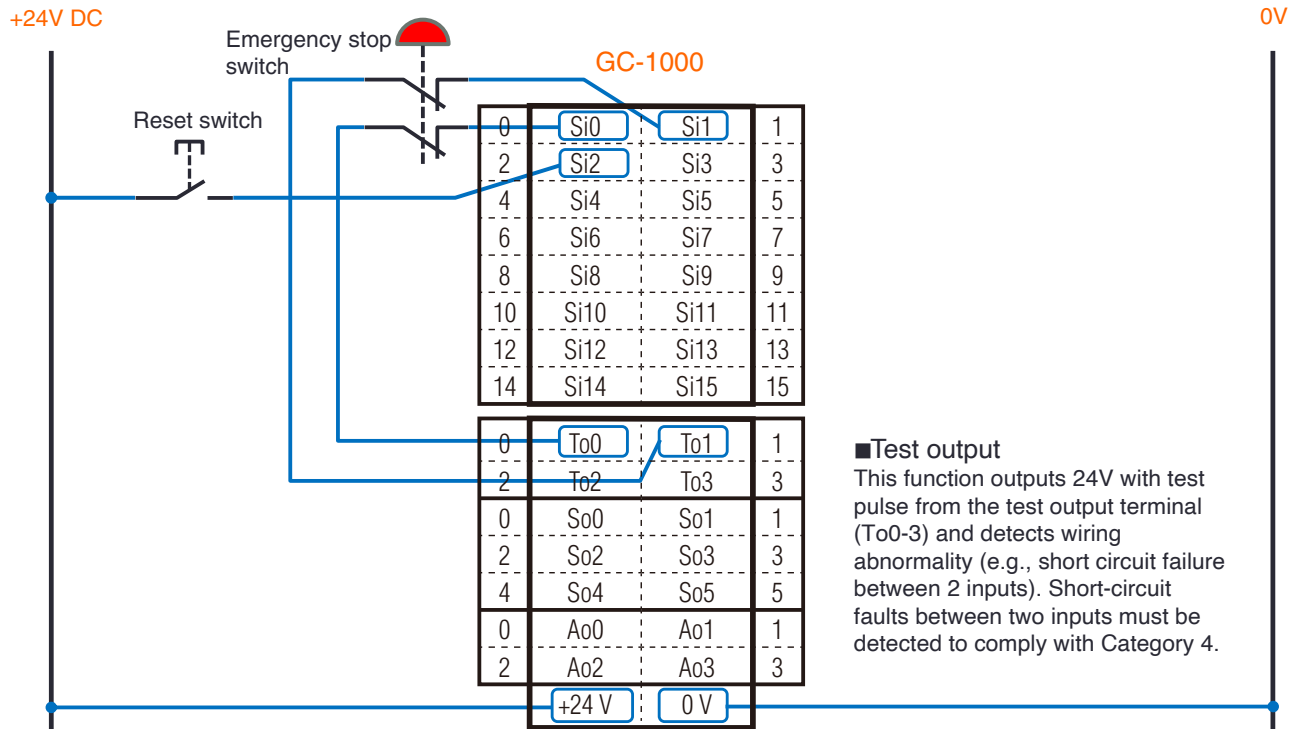 +24V DC
0V
Emergency stop
switch
GC-1000
Reset switch
0 Si0 Si1 1
2 Si2 Si3 3
4 Si4 Si5 5
6 Si6 Si7 7
8 Si8 Si9 9
10 Si10 Si11 11
12 Si12 Si13 13
14 Si14 Si15 15
0 To0 To1 1
2 To2 To3 3
0 So0 So1 1
2 So2 So3 3
4 So4 So5 5
0 Ao0 Ao1 1
2 Ao2 Ao3 3
+24 V 0 V
■Test output
This function outputs 24V with test
pulse from the test output terminal
(To0-3) and detects wiring
abnormality (e.g., short circuit failure
between 2 inputs). Short-circuit
faults between two inputs must be
detected to comply with Category 4.